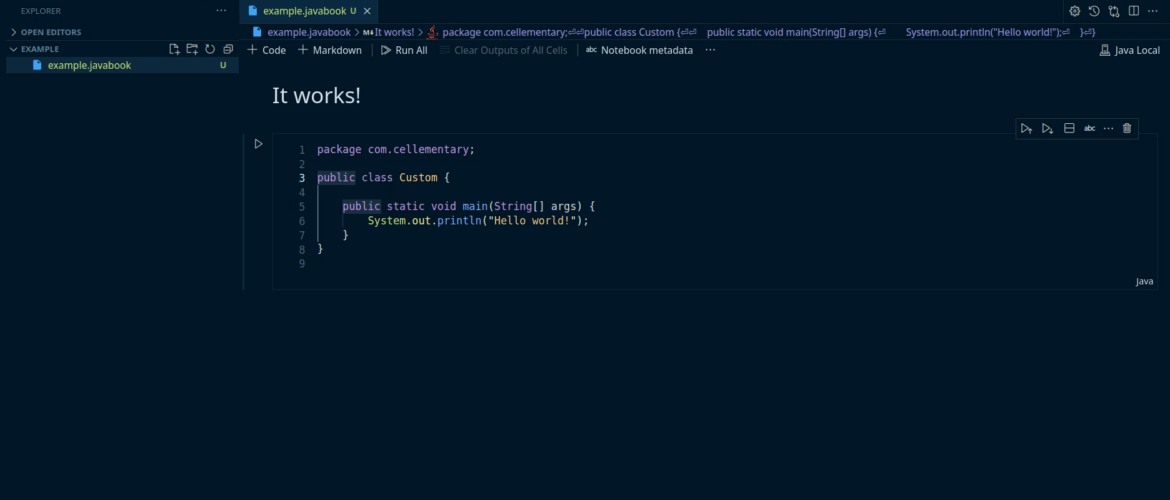 EXPLORER
example.javabook U
OPEN EDITORS
EXAMPLE
example.javabook U
example.javabook > M↓ It works! > package com.cellementary;⏎⏎public class Custom {⏎⏎    public static void main(String[] args) {⏎        System.out.println("Hello world!");⏎    }⏎}
+ Code + Markdown Run All Clear Outputs of All Cells abc Notebook metadata ··· Java Local
It works!
abc
1 package com.cellementary;
2
3 public class Custom {
4
5     public static void main(String[] args) {
6         System.out.println("Hello world!");
7     }
8 }
9
Java